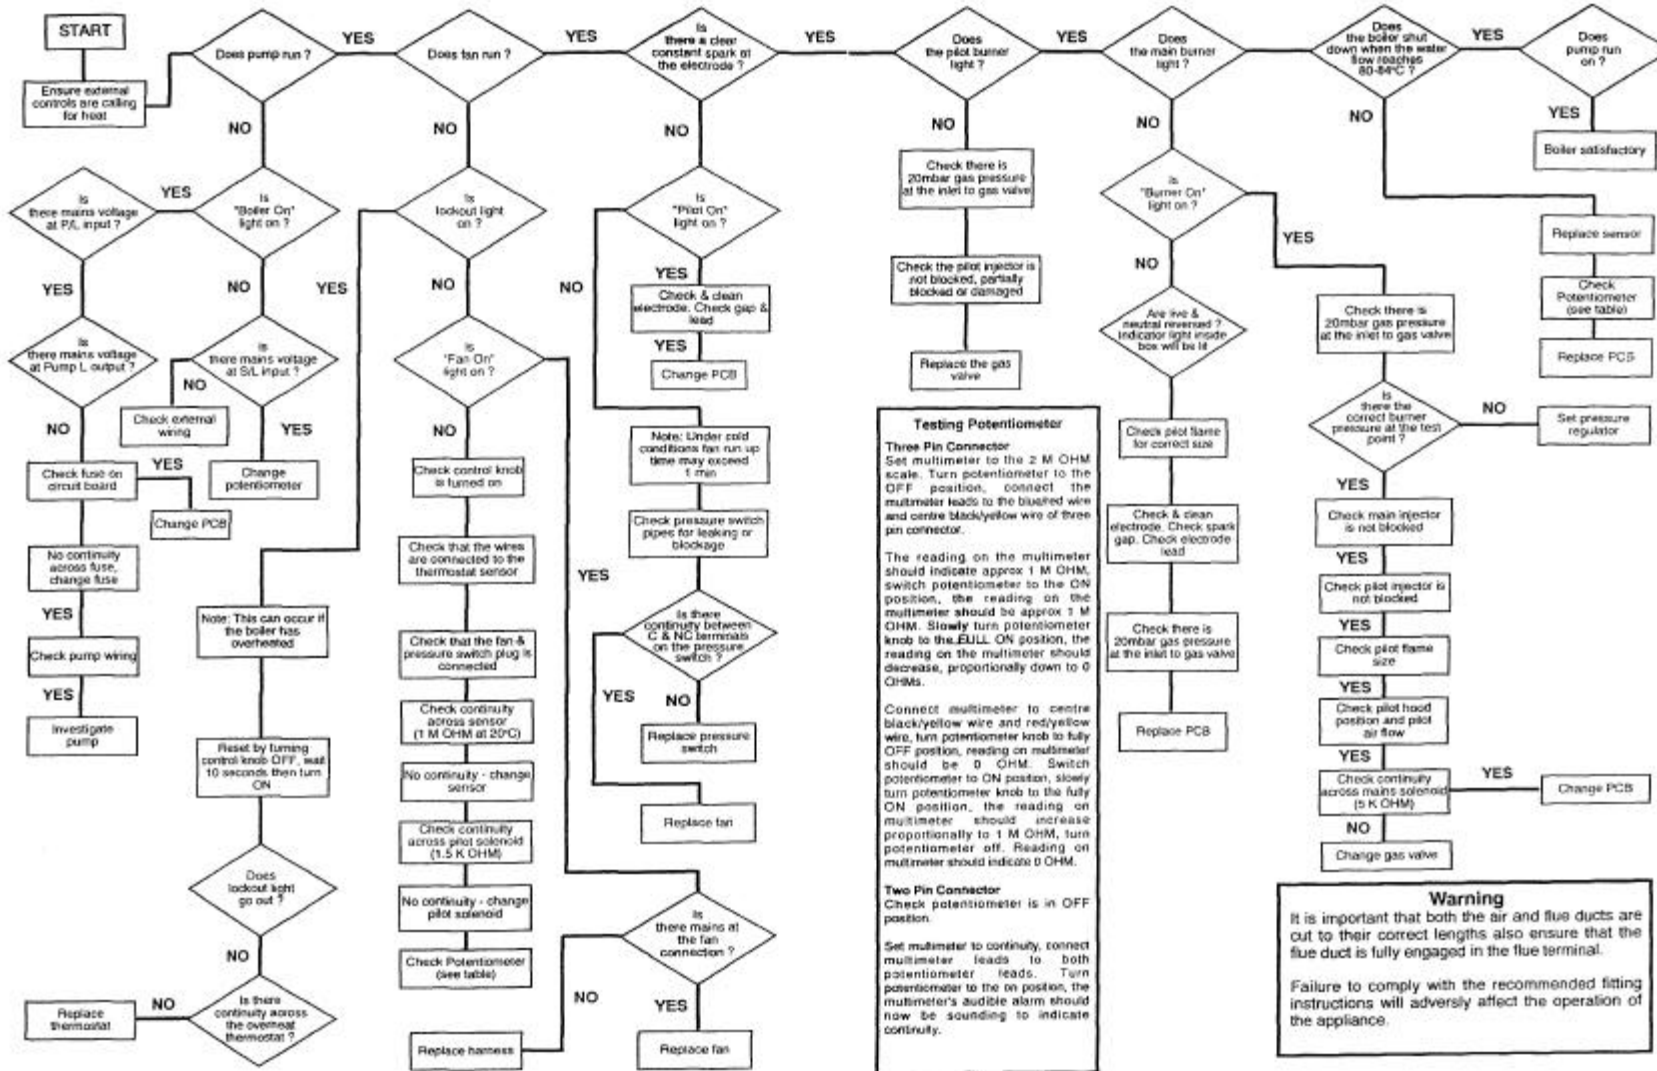 START
Ensure external
controls are calling
for heat
Does pump run ?
YES
Does fan run ?
YES
Is
there a clear
constant spark at
the electrode ?
YES
Does
the pilot burner
light ?
YES
Does
the main burner
light ?
Does
the boiler shut
down when the water
flow reaches
80-84°C ?
YES
Does
pump run
on ?
NO
NO
NO
NO
NO
NO
YES
Boiler satisfactory
Is
there mains voltage
at P/L input ?
YES
Is
"Boiler On"
light on ?
Is
lockout light
on ?
Is
"Pilot On"
light on ?
Check there is
20mbar gas pressure
at the inlet to gas valve
Is
"Burner On"
light on ?
YES
Replace sensor
YES
NO
YES
NO
NO
YES
Check & clean
electrode. Check gap &
lead
YES
Change PCB
Check the pilot injector is
not blocked, partially
blocked or damaged
Replace the gas
valve
NO
Are live &
neutral reversed ?
Indicator light inside
box will be lit
Check there is
20mbar gas pressure
at the inlet to gas valve
Check
Potentiometer
(see table)
Replace PCB
Is
there mains voltage
at Pump L output ?
Is
there mains voltage
at S/L input ?
NO
Check external
wiring
YES
Change
potentiometer
Is
"Fan On"
light on ?
NO
NO
Check fuse on
circuit board
YES
Change PCB
No continuity
across fuse,
change fuse
YES
Check pump wiring
YES
Investigate
pump
Note: This can occur if
the boiler has
overheated
Reset by turning
control knob OFF, wait
10 seconds then turn
ON
Does
lockout light
go out ?
NO
Is there
continuity across
the overheat
thermostat ?
NO
Replace
thermostat
Check control knob
is turned on
Check that the wires
are connected to the
thermostat sensor
Check that the fan &
pressure switch plug is
connected
Check continuity
across sensor
(1 M OHM at 20°C)
No continuity - change
sensor
Check continuity
across pilot solenoid
(1.5 K OHM)
No continuity - change
pilot solenoid
Check Potentiometer
(see table)
YES
Note: Under cold
conditions fan run up
time may exceed
1 min
Check pressure switch
pipes for leaking or
blockage
Is there
continuity between
C & NC terminals
on the pressure
switch ?
YES
NO
Replace pressure
switch
Replace fan
Is
there mains at
the fan
connection ?
NO
Replace harness
YES
Replace fan
Testing Potentiometer
Three Pin Connector
Set multimeter to the 2 M OHM
scale. Turn potentiometer to the
OFF position, connect the
multimeter leads to the blue/red wire
and centre black/yellow wire of three
pin connector.
The reading on the multimeter
should indicate approx 1 M OHM,
switch potentiometer to the ON
position, the reading on the
multimeter should be approx 1 M
OHM. Slowly turn potentiometer
knob to the FULL ON position, the
reading on the multimeter should
decrease, proportionally down to 0
OHMs.
Connect multimeter to centre
black/yellow wire and red/yellow
wire, turn potentiometer knob to fully
OFF position, reading on multimeter
should be 0 OHM. Switch
potentiometer to ON position, slowly
turn potentiometer knob to the fully
ON position, the reading on
multimeter should increase
proportionally to 1 M OHM, turn
potentiometer off. Reading on
multimeter should indicate 0 OHM.
Two Pin Connector
Check potentiometer is in OFF
position.
Set multimeter to continuity, connect
multimeter leads to both
potentiometer leads. Turn
potentiometer to the on position, the
multimeter's audible alarm should
now be sounding to indicate
continuity.
Check pilot flame
for correct size
Check & clean
electrode. Check spark
gap. Check electrode
lead
Check there is
20mbar gas pressure
at the inlet to gas valve
Replace PCB
Is
there the
correct burner
pressure at the test
point ?
NO
Set pressure
regulator
YES
Check main injector
is not blocked
YES
Check pilot injector is
not blocked
YES
Check pilot flame
size
YES
Check pilot hood
position and pilot
air flow
YES
Check continuity
across mains solenoid
(5 K OHM)
YES
Change PCB
NO
Change gas valve
Warning
It is important that both the air and flue ducts are
cut to their correct lengths also ensure that the
flue duct is fully engaged in the flue terminal.
Failure to comply with the recommended fitting
instructions will adversly affect the operation of
the appliance.